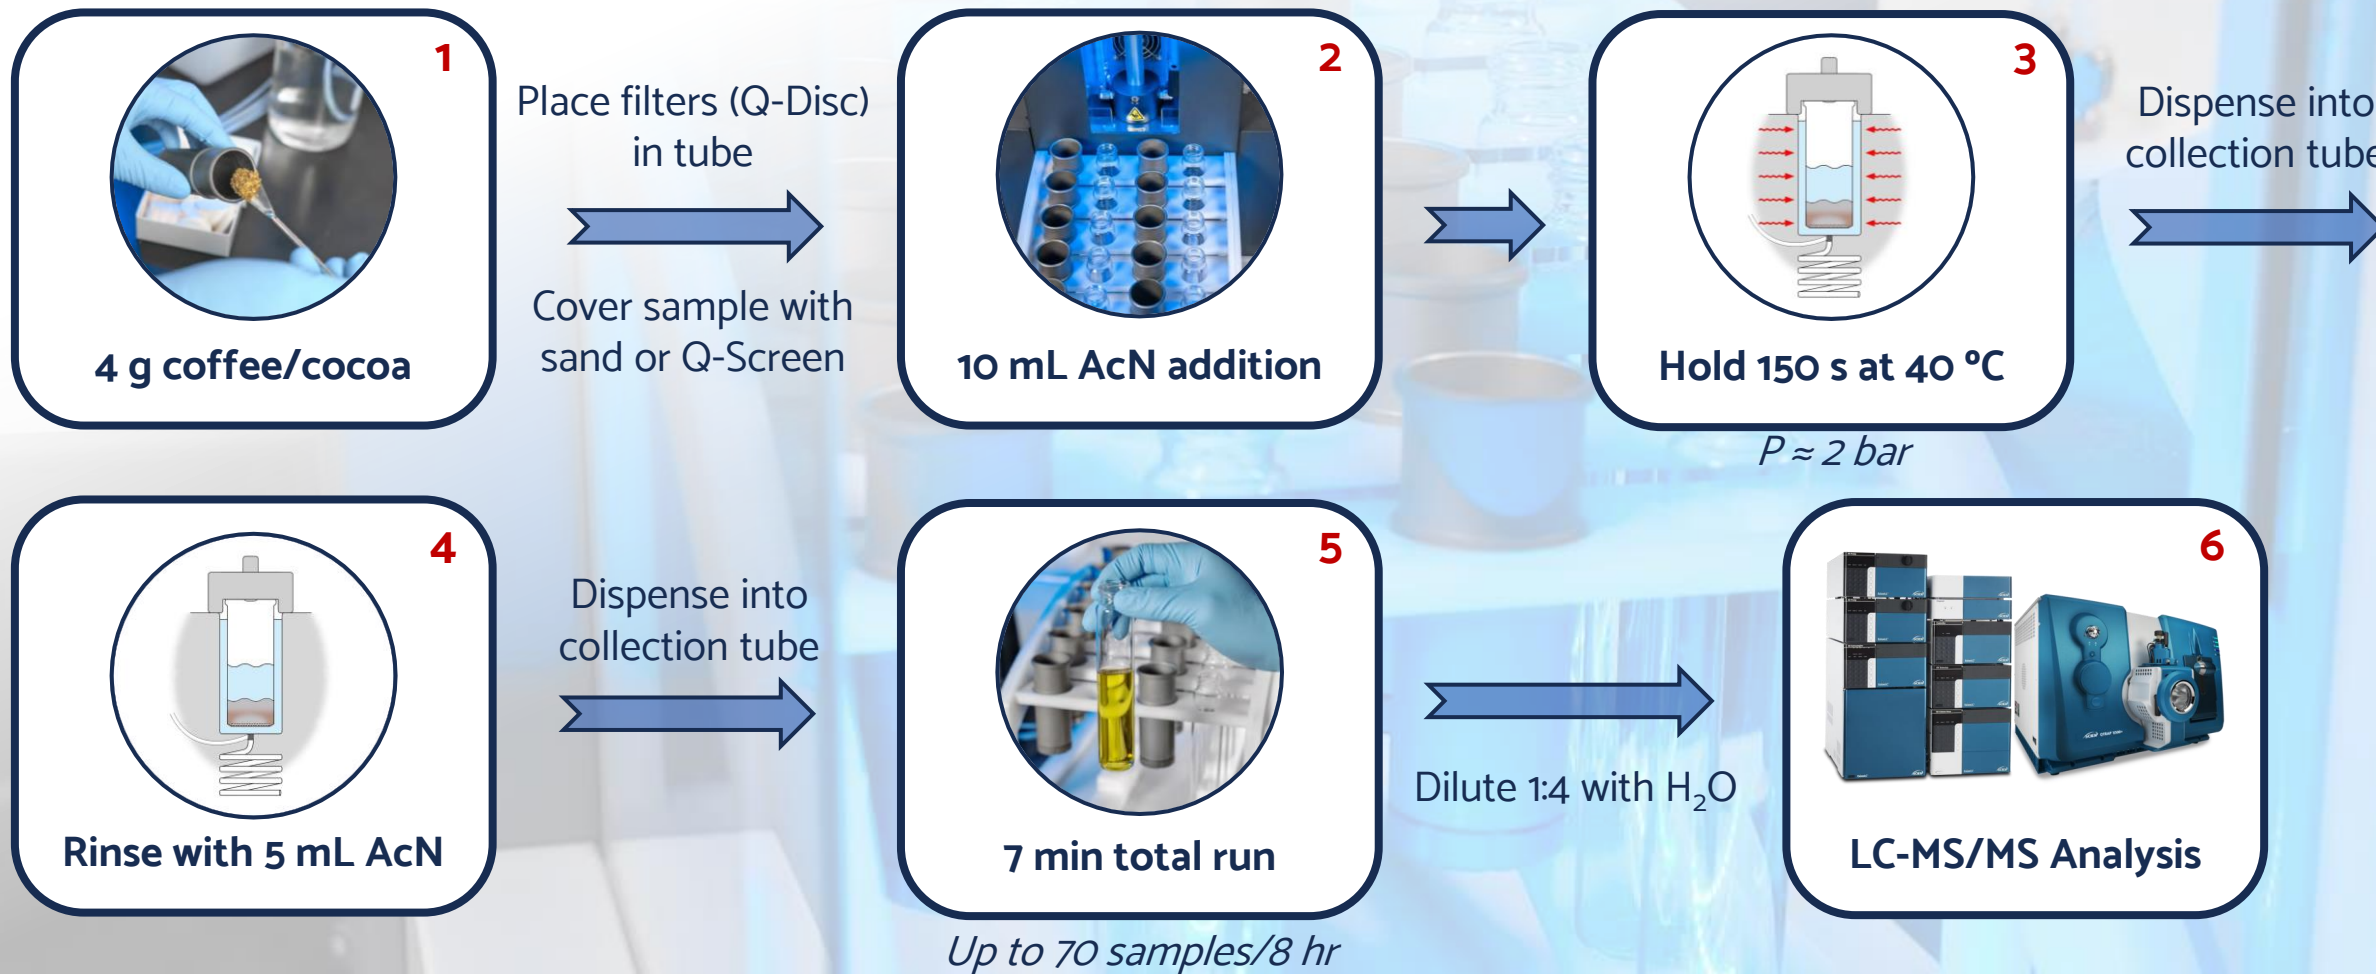 1
4 g coffee/cocoa
Place filters (Q-Disc)
in tube
Cover sample with
sand or Q-Screen
2
10 mL AcN addition
3
Hold 150 s at 40 ºC
P ≈ 2 bar
Dispense into
collection tube
4
Rinse with 5 mL AcN
Dispense into
collection tube
5
7 min total run
Up to 70 samples/8 hr
Dilute 1:4 with H₂O
6
LC-MS/MS Analysis